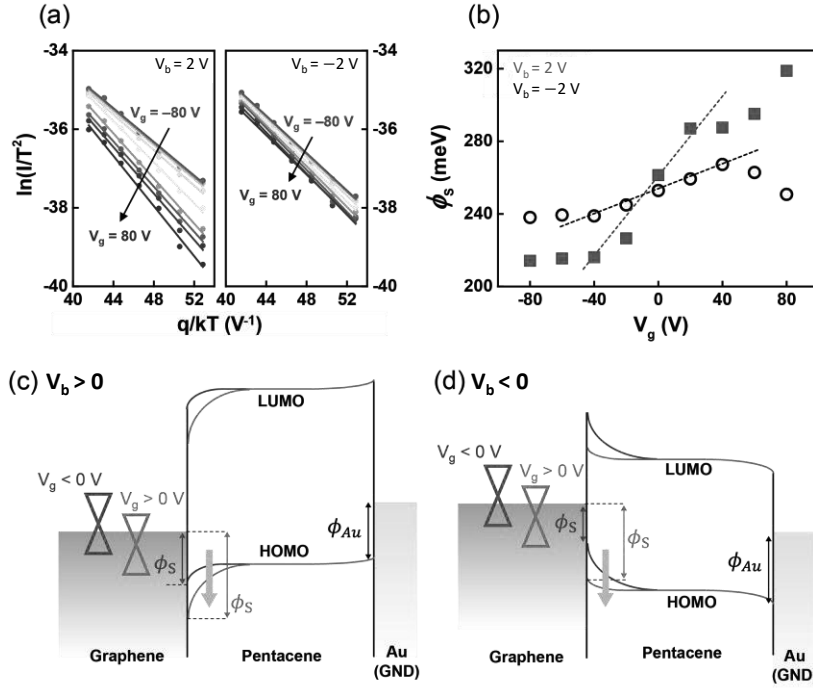 (a)
-34
-36
-38
-40
ln(I/T²)
V_b = 2 V
V_g = –80 V
V_g = 80 V
40 44 48 52
V_b = −2 V
V_g = –80 V
V_g = 80 V
40 44 48 52
-34
-36
-38
-40
q/kT (V⁻¹)
(b)
320
280
240
200
ϕ_s (meV)
V_b = 2 V
V_b = −2 V
-80 -40 0 40 80
V_g (V)
(c) V_b > 0
LUMO
V_g < 0 V
V_g > 0 V
ϕ_Au
HOMO
ϕ_S
ϕ_S
Graphene
Pentacene
Au
(GND)
(d) V_b < 0
V_g < 0 V
V_g > 0 V
LUMO
ϕ_S
ϕ_S
ϕ_Au
HOMO
Graphene
Pentacene
Au
(GND)